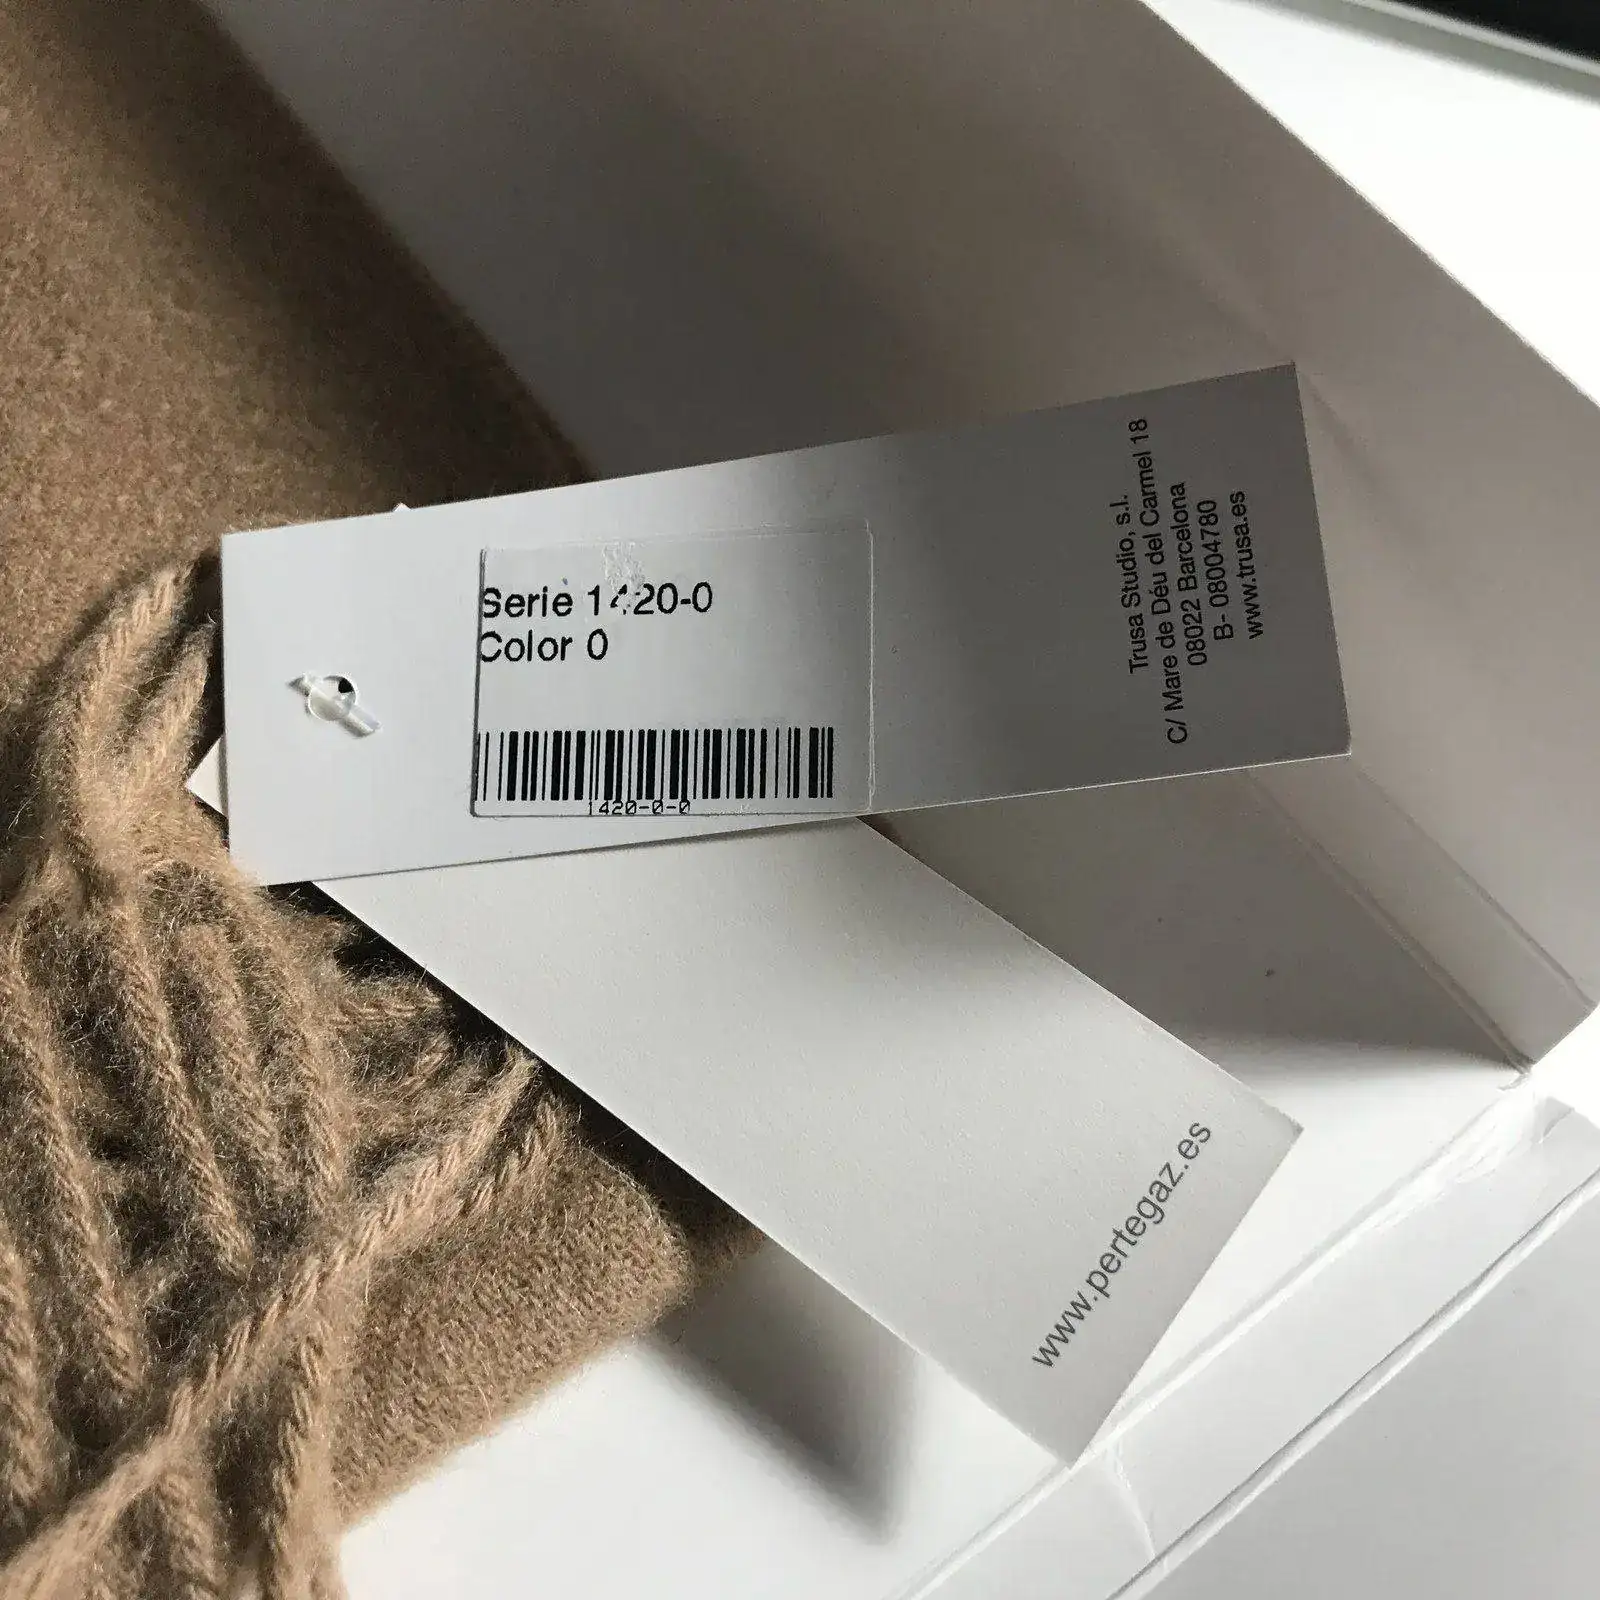 Serie 1420-0
Color 0
1420-0-0
Trusa Studio, s.l.
C/ Mare de Déu del Carmel 18
08022 Barcelona
B- 08004780
www.trusa.es
www.pertegaz.es